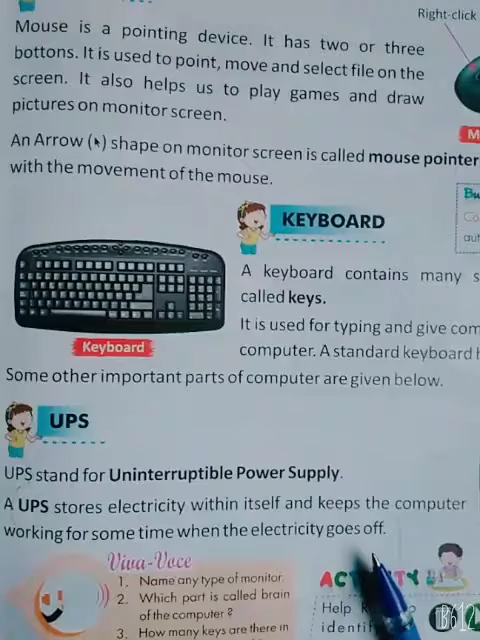 Right-click
Mouse is a pointing device. It has two or three
bottons. It is used to point, move and select file on the
screen. It also helps us to play games and draw
pictures on monitor screen.
An Arrow ( ) shape on monitor screen is called mouse pointer
with the movement of the mouse.
KEYBOARD
A keyboard contains many
called keys.
It is used for typing and give
computer. A standard keyboard
Keyboard
Some other important parts of computer are given below.
UPS
UPS stand for Uninterruptible Power Supply.
A UPS stores electricity within itself and keeps the computer
working for some time when the electricity goes off.
Viva-Voce
1. Name any type of monitor.
2. Which part is called brain
of the computer ?
3. How many keys are there in
Help
B612